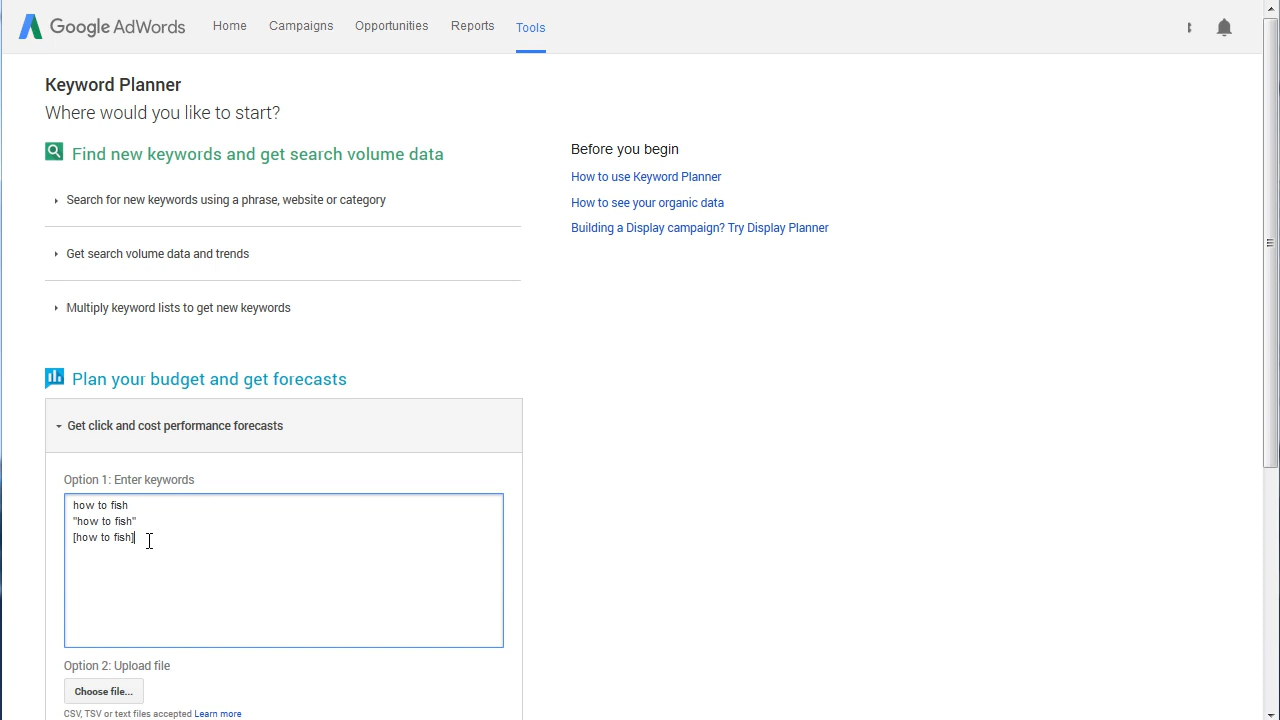 Google AdWords Home Campaigns Opportunities Reports Tools
Keyword Planner
Where would you like to start?
Find new keywords and get search volume data
Search for new keywords using a phrase, website or category
Get search volume data and trends
Multiply keyword lists to get new keywords
Before you begin
How to use Keyword Planner
How to see your organic data
Building a Display campaign? Try Display Planner
Plan your budget and get forecasts
Get click and cost performance forecasts
Option 1: Enter keywords
how to fish
"how to fish"
[how to fish]
Option 2: Upload file
Choose file...
CSV, TSV or text files accepted Learn more